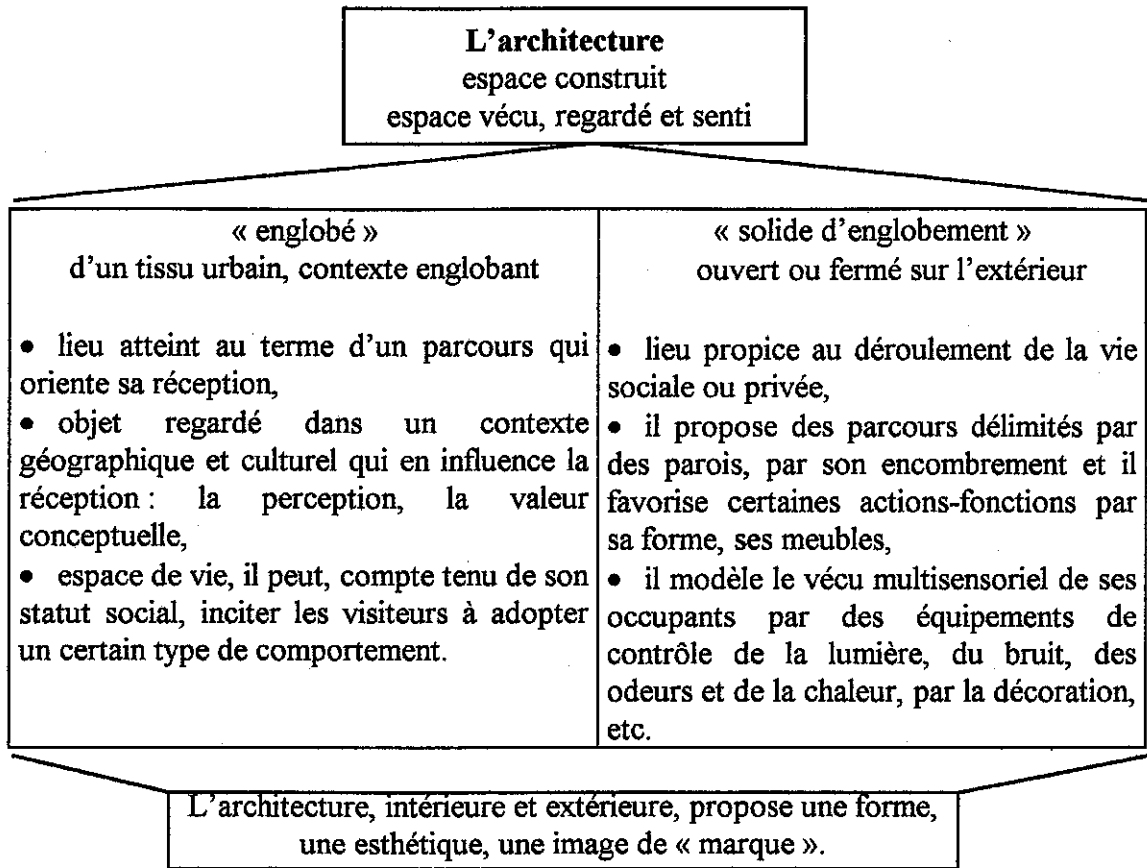 L'architecture
espace construit
espace vécu, regardé et senti
« englobé »
d'un tissu urbain, contexte englobant
• lieu atteint au terme d'un parcours qui
oriente sa réception,
• objet regardé dans un contexte
géographique et culturel qui en influence la
réception : la perception, la valeur
conceptuelle,
• espace de vie, il peut, compte tenu de son
statut social, inciter les visiteurs à adopter
un certain type de comportement.
« solide d'englobement »
ouvert ou fermé sur l'extérieur
• lieu propice au déroulement de la vie
sociale ou privée,
• il propose des parcours délimités par
des parois, par son encombrement et il
favorise certaines actions-fonctions par
sa forme, ses meubles,
• il modèle le vécu multisensoriel de ses
occupants par des équipements de
contrôle de la lumière, du bruit, des
odeurs et de la chaleur, par la décoration,
etc.
L'architecture, intérieure et extérieure, propose une forme,
une esthétique, une image de « marque ».